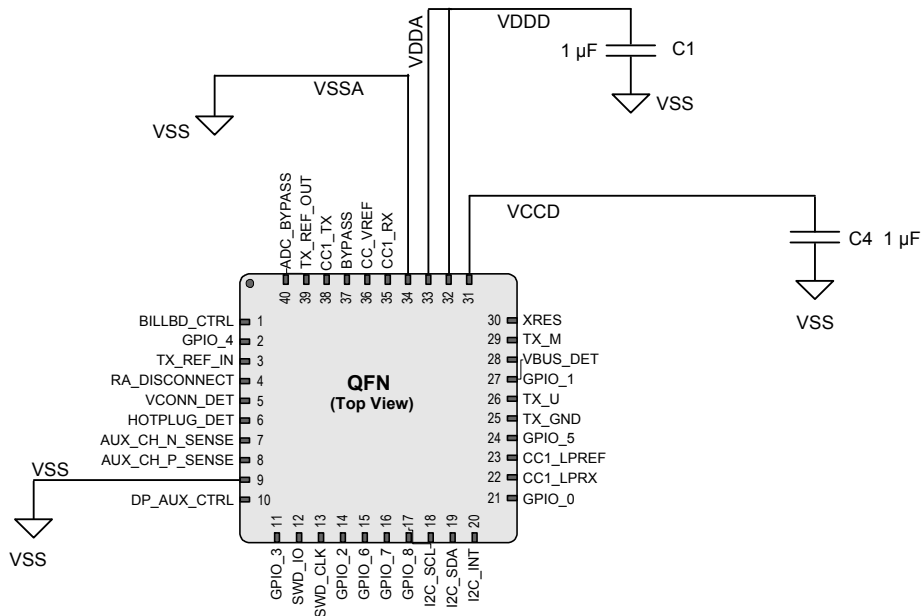 VDDA
VDDD
1 µF
C1
VSS
VSSA
VSS
VCCD
C4 1 µF
VSS
ADC_BYPASS
TX_REF_OUT
CC1_TX
BYPASS
CC_VREF
CC1_RX
40
39
38
37
36
35
34
33
32
31
BILLBD_CTRL 1
GPIO_4 2
TX_REF_IN 3
RA_DISCONNECT 4
VCONN_DET 5
HOTPLUG_DET 6
AUX_CH_N_SENSE 7
AUX_CH_P_SENSE 8
VSS
9
DP_AUX_CTRL 10
VSS
QFN
(Top View)
30 XRES
29 TX_M
28 VBUS_DET
27 GPIO_1
26 TX_U
25 TX_GND
24 GPIO_5
23 CC1_LPREF
22 CC1_LPRX
21 GPIO_0
11
12
13
14
15
16
17
18
19
20
GPIO_3
SWD_IO
SWD_CLK
GPIO_2
GPIO_6
GPIO_7
GPIO_8
I2C_SCL
I2C_SDA
I2C_INT